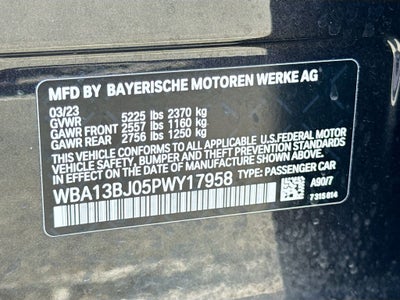 MFD BY BAYERISCHE MOTOREN WERKE AG
03/23
GVWR 5225 lbs 2370 kg
GAWR FRONT 2557 lbs 1160 kg
GAWR REAR 2756 lbs 1250 kg
THIS VEHICLE CONFORMS TO ALL APPLICABLE U.S.FEDERAL MOTOR
VEHICLE SAFETY, BUMPER, AND THEFT PREVENTION STANDARDS IN
EFFECT ON THE DATE OF MANUFACTURE SHOWN ABOVE.
WBA13BJ05PWY17958 TYPE: PASSENGER CAR
A90/7
7315814